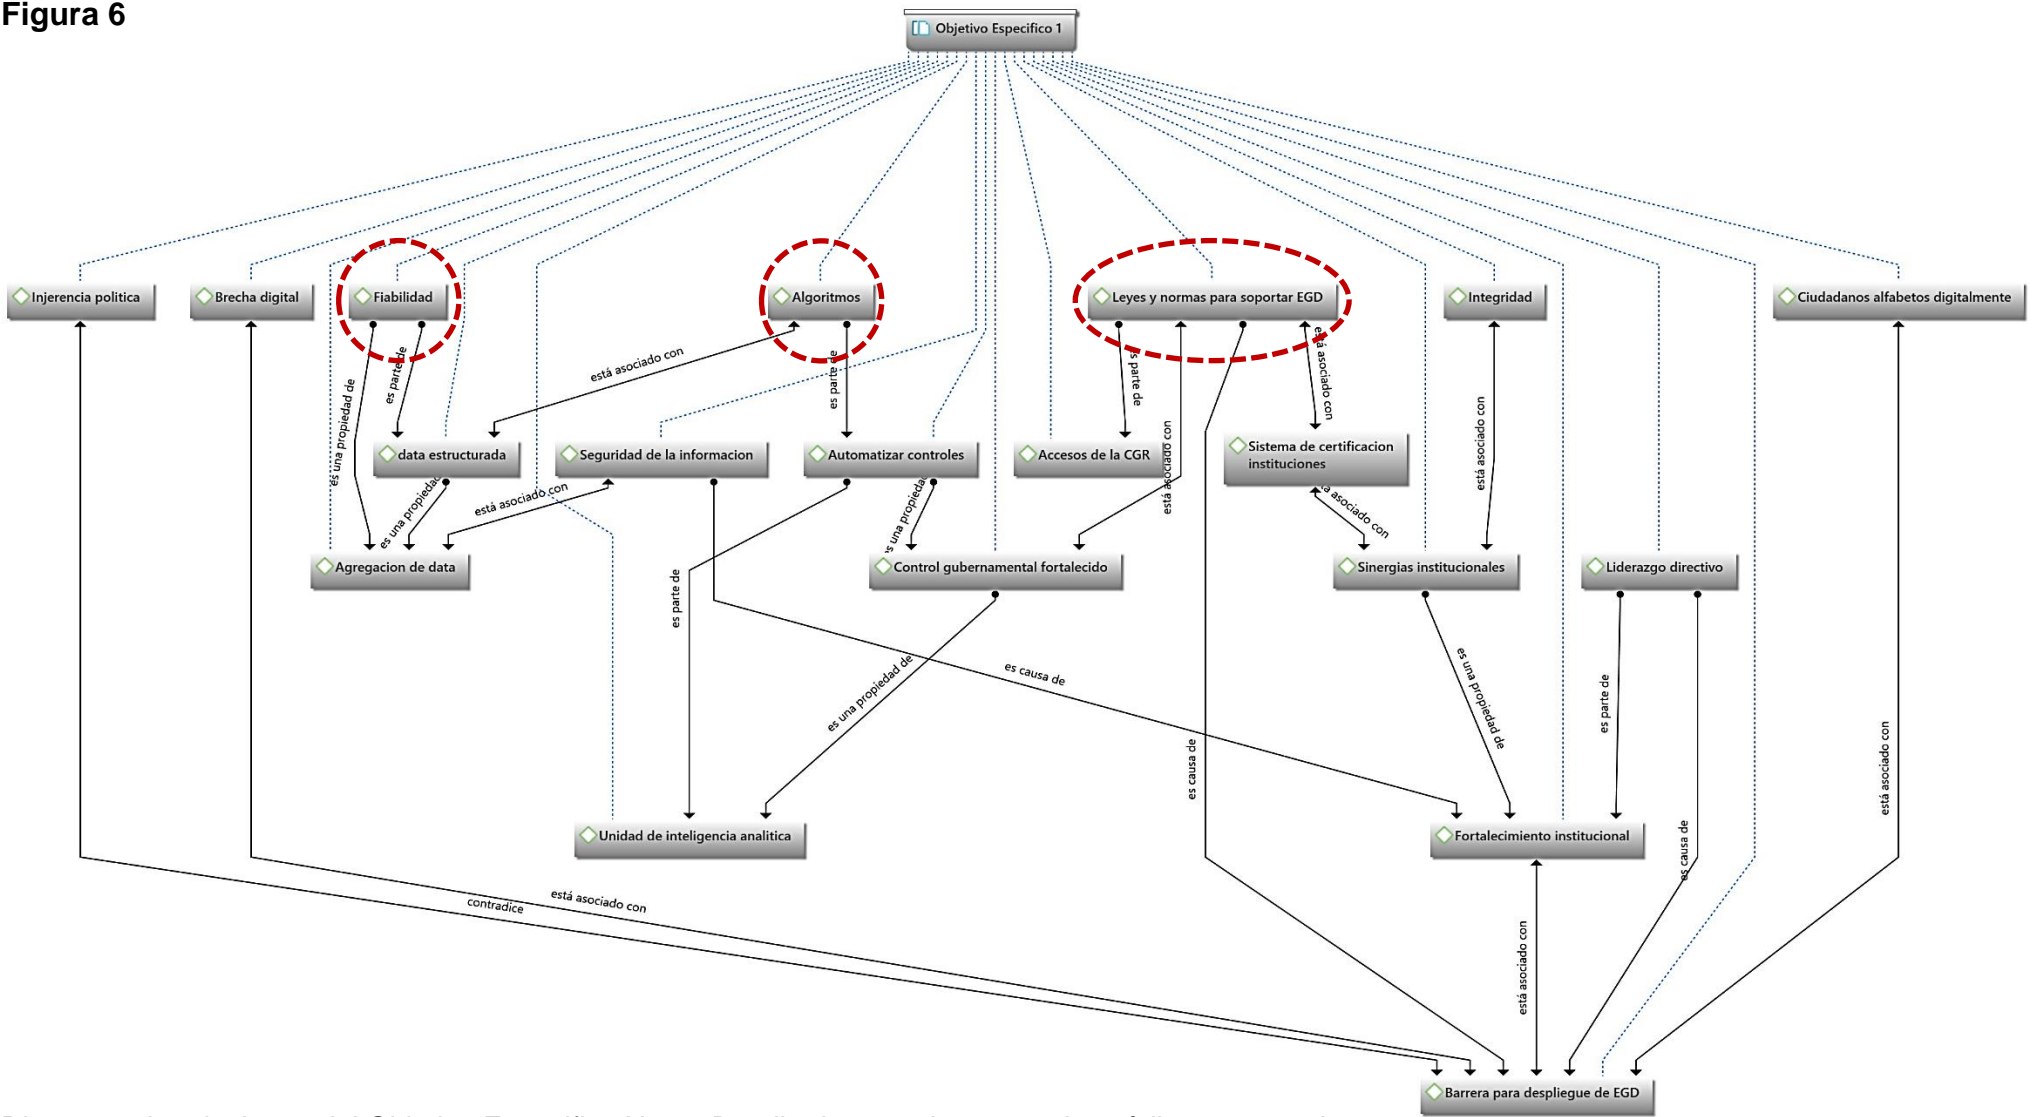 Figura 6
Objetivo Especifico 1
Injerencia politica
Brecha digital
Fiabilidad
Algoritmos
Leyes y normas para soportar EGD
Integridad
Ciudadanos alfabetos digitalmente
está asociado con
es parte de
es una propiedad de
es parte de
parte de
está asociado con
está asociado con
está asociado con
data estructurada
Seguridad de la informacion
Automatizar controles
Accesos de la CGR
Sistema de certificacion
instituciones
es una propiedad
está asociado con
es una propiedad
asociado con
Agregacion de data
Control gubernamental fortalecido
Sinergias institucionales
Liderazgo directivo
es parte de
es una propiedad de
es causa de
es una propiedad de
es parte de
es causa de
está asociado con
Unidad de inteligencia analitica
Fortalecimiento institucional
es causa de
está asociado con
contradice
está asociado con
Barrera para despliegue de EGD